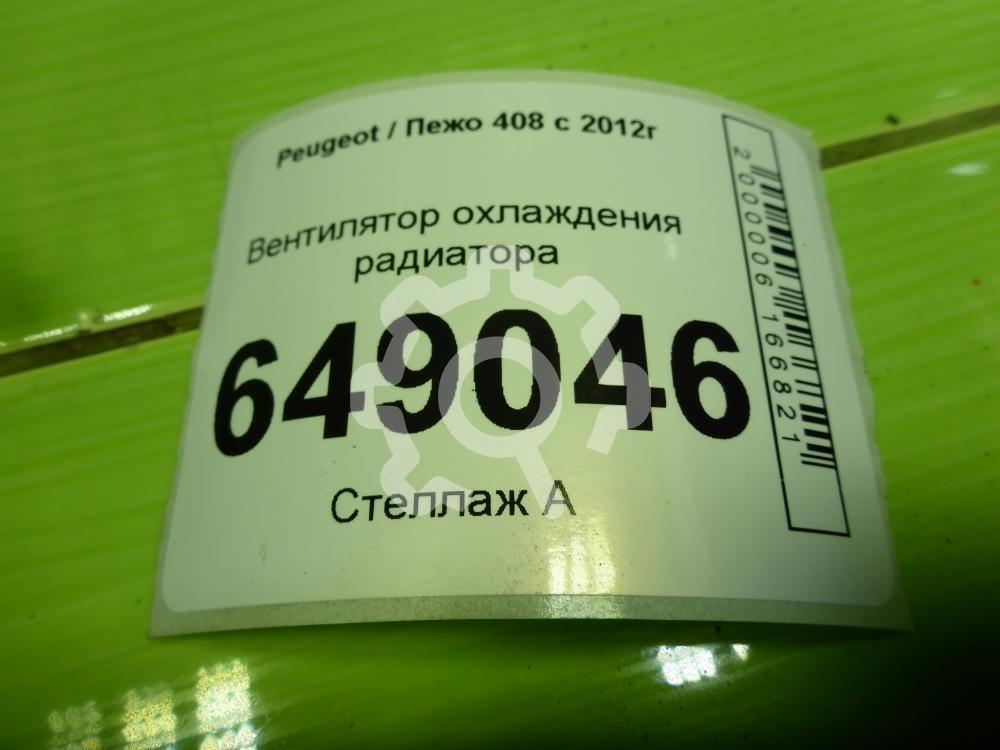 Peugeot / Пежо 408 с 2012г
Вентилятор охлаждения
радиатора
649046
Стеллаж А
2000006166821